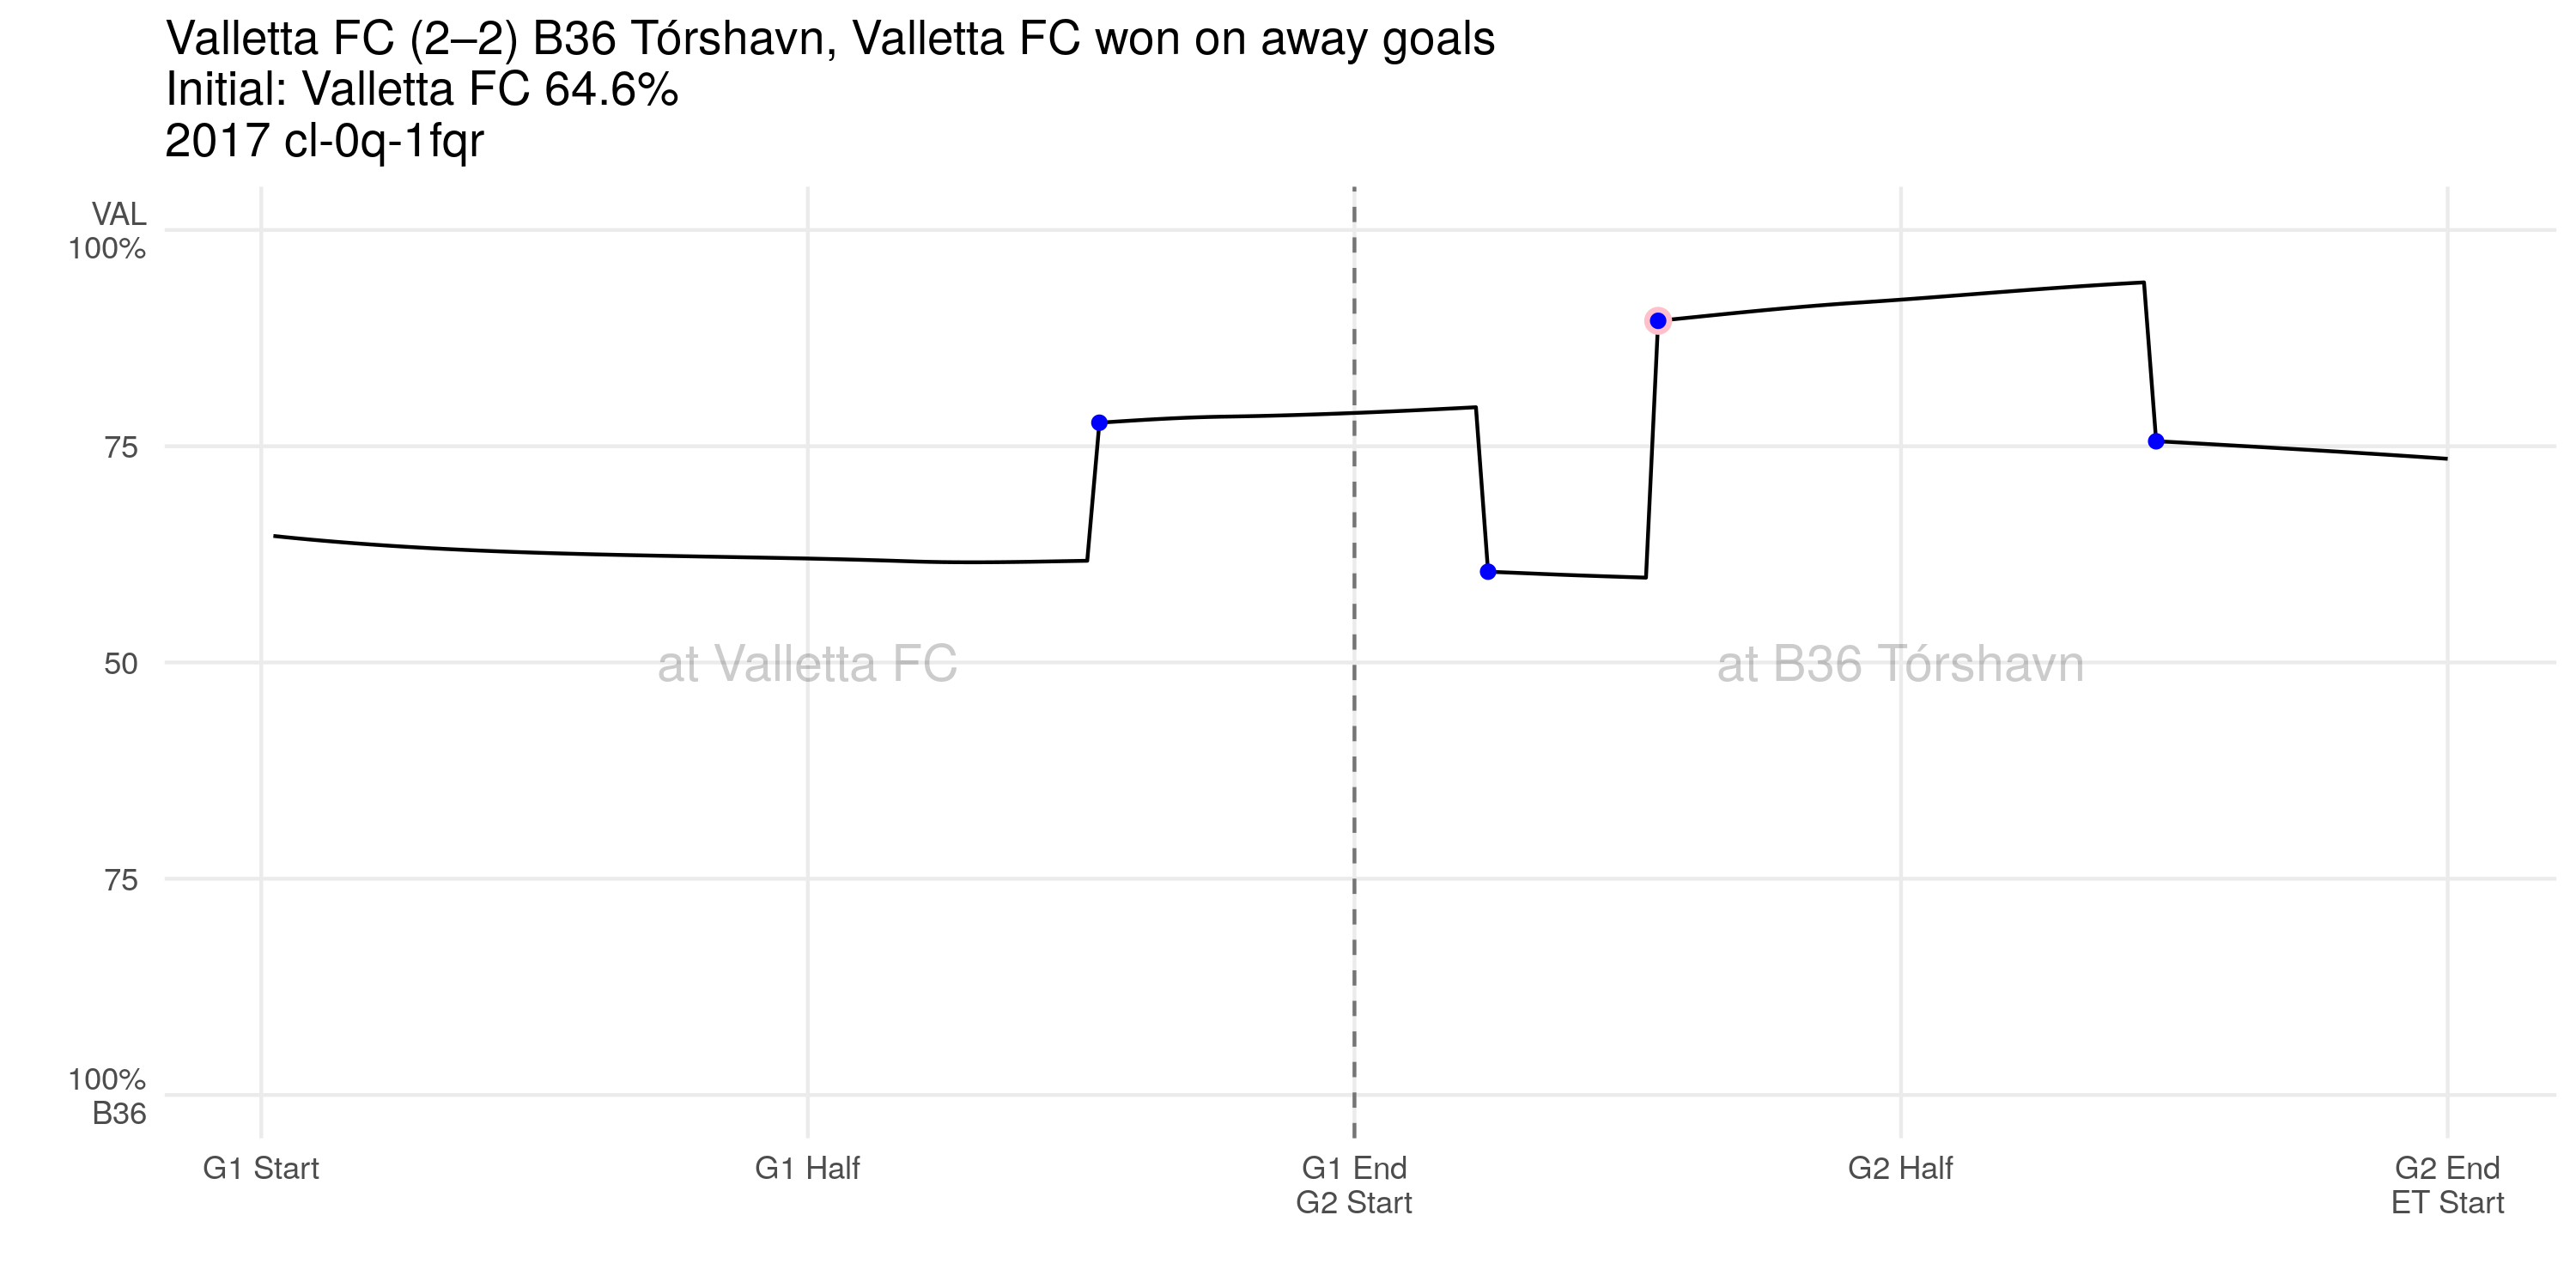 Valletta FC (2–2) B36 Tórshavn, Valletta FC won on away goals
Initial: Valletta FC 64.6%
2017 cl-0q-1fqr
VAL
100%
75
50
75
100%
B36
at Valletta FC
at B36 Tórshavn
G1 Start
G1 Half
G1 End
G2 Start
G2 Half
G2 End
ET Start